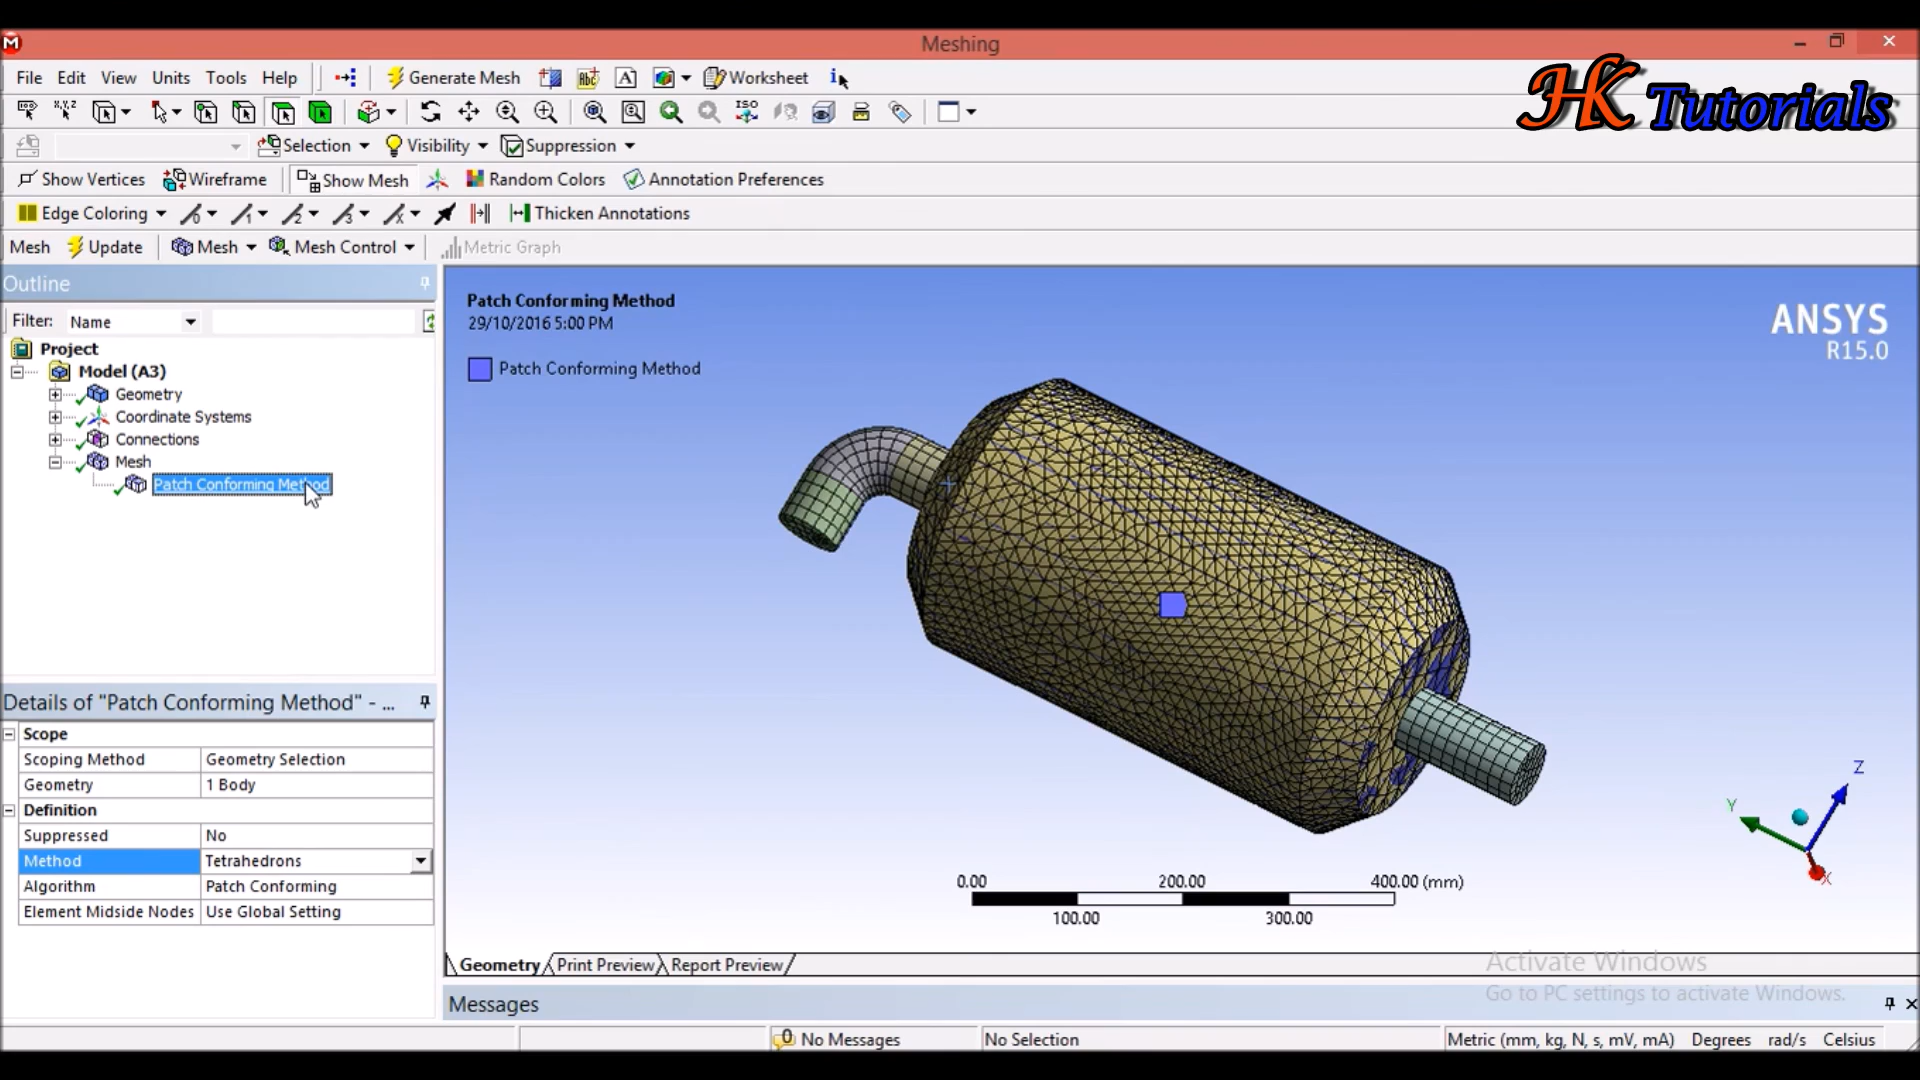 Meshing
File Edit View Units Tools Help Generate Mesh Abc A Worksheet i
HK Tutorials
X,Y,Z ISO
Selection Visibility Suppression
Show Vertices Wireframe Show Mesh Random Colors Annotation Preferences
Edge Coloring Thicken Annotations
Mesh Update Mesh Mesh Control Metric Graph
Outline
Filter: Name
Project
Model (A3)
Geometry
Coordinate Systems
Connections
Mesh
Patch Conforming Method
Details of "Patch Conforming Method" - ...
Scope
Scoping Method Geometry Selection
Geometry 1 Body
Definition
Suppressed No
Method Tetrahedrons
Algorithm Patch Conforming
Element Midside Nodes Use Global Setting
Patch Conforming Method
29/10/2016 5:00 PM
Patch Conforming Method
ANSYS
R15.0
Z
Y
X
0.00 200.00 400.00 (mm)
100.00 300.00
Geometry Print Preview Report Preview
Activate Windows
Go to PC settings to activate Windows.
Messages
No Messages No Selection Metric (mm, kg, N, s, mV, mA) Degrees rad/s Celsius